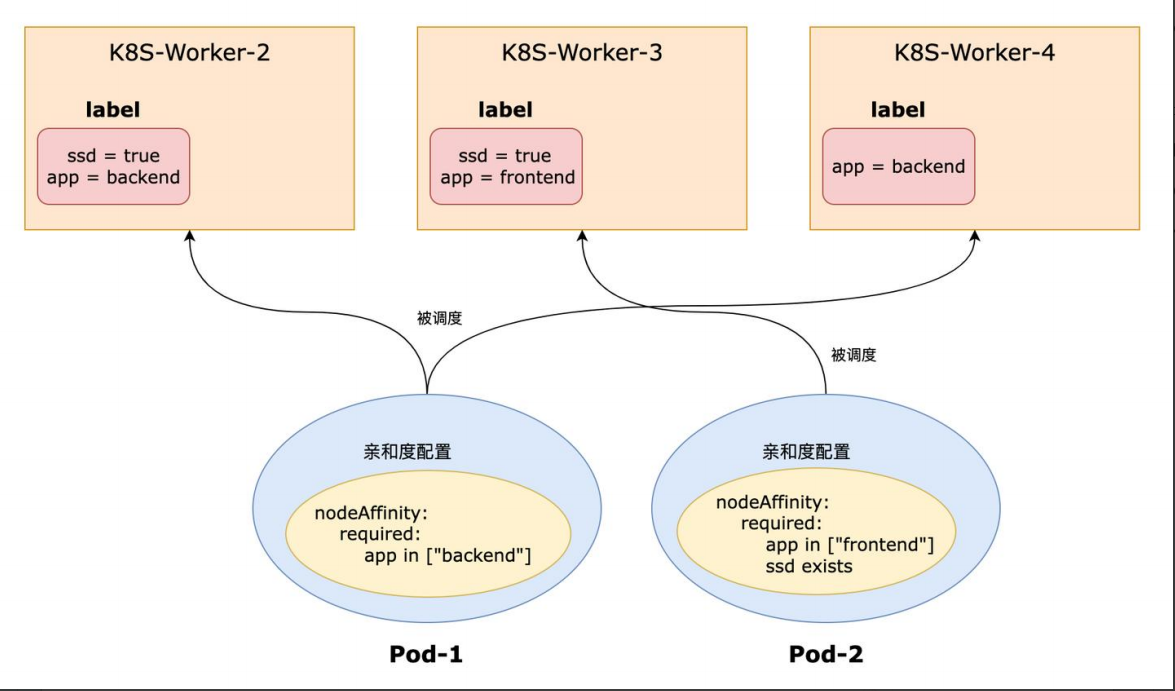 K8S-Worker-2
label
ssd = true
app = backend
K8S-Worker-3
label
ssd = true
app = frontend
K8S-Worker-4
label
app = backend
被调度
被调度
亲和度配置
nodeAffinity:
required:
app in ["backend"]
Pod-1
亲和度配置
nodeAffinity:
required:
app in ["frontend"]
ssd exists
Pod-2